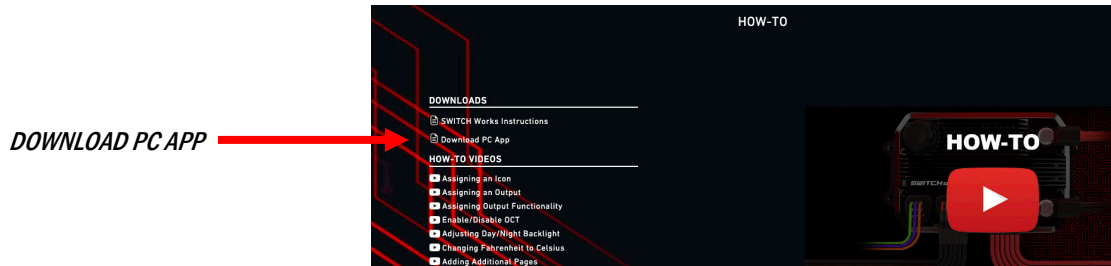 HOW-TO
DOWNLOADS
SWITCH Works Instructions
DOWNLOAD PC APP
Download PC App
HOW-TO
HOW-TO VIDEOS
Assigning an Icon
SWITCH
Assigning an Output
Assigning Output Functionality
Enable/Disable OCT
Adjusting Day/Night Backlight
Changing Fahrenheit to Celsius
Adding Additional Pages